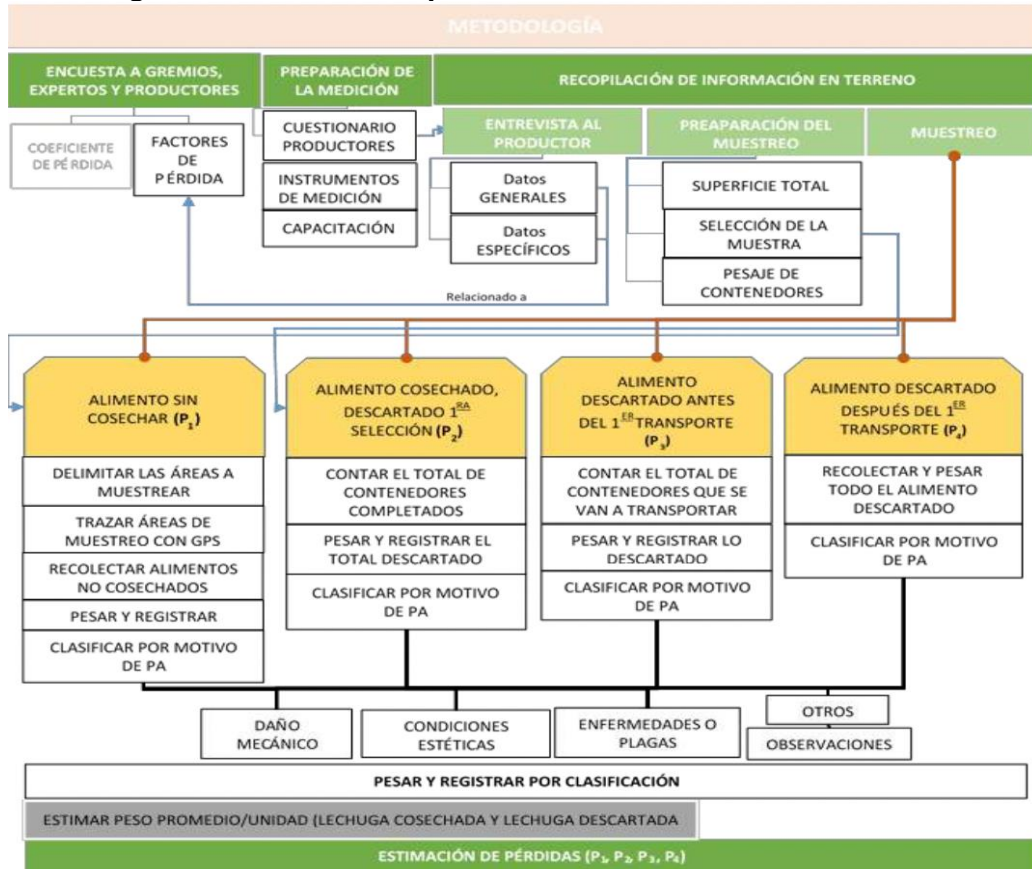 METODOLOGÍA
ENCUESTA A GREMIOS,
EXPERTOS Y PRODUCTORES
PREPARACIÓN DE
LA MEDICIÓN
RECOPILACIÓN DE INFORMACIÓN EN TERRENO
COEFICIENTE
DE PÉRDIDA
FACTORES
DE
PÉRDIDA
CUESTIONARIO
PRODUCTORES
INSTRUMENTOS
DE MEDICIÓN
CAPACITACIÓN
ENTREVISTA AL
PRODUCTOR
Datos
GENERALES
Datos
ESPECÍFICOS
PREAPARACIÓN DEL
MUESTREO
SUPERFICIE TOTAL
SELECCIÓN DE LA
MUESTRA
PESAJE DE
CONTENEDORES
MUESTREO
Relacionado a
ALIMENTO SIN
COSECHAR (P₁)
DELIMITAR LAS ÁREAS A
MUESTREAR
TRAZAR ÁREAS DE
MUESTREO CON GPS
RECOLECTAR ALIMENTOS
NO COSECHADOS
PESAR Y REGISTRAR
CLASIFICAR POR MOTIVO
DE PA
ALIMENTO COSECHADO,
DESCARTADO 1RA
SELECCIÓN (P₂)
CONTAR EL TOTAL DE
CONTENEDORES
COMPLETADOS
PESAR Y REGISTRAR EL
TOTAL DESCARTADO
CLASIFICAR POR MOTIVO
DE PA
ALIMENTO
DESCARTADO ANTES
DEL 1ER TRANSPORTE
(P₃)
CONTAR EL TOTAL DE
CONTENEDORES QUE SE
VAN A TRANSPORTAR
PESAR Y REGISTRAR LO
DESCARTADO
CLASIFICAR POR MOTIVO
DE PA
ALIMENTO DESCARTADO
DESPUÉS DEL 1ER
TRANSPORTE (P₄)
RECOLECTAR Y PESAR
TODO EL ALIMENTO
DESCARTADO
CLASIFICAR POR MOTIVO
DE PA
DAÑO
MECÁNICO
CONDICIONES
ESTÉTICAS
ENFERMEDADES O
PLAGAS
OTROS
OBSERVACIONES
PESAR Y REGISTRAR POR CLASIFICACIÓN
ESTIMAR PESO PROMEDIO/UNIDAD (LECHUGA COSECHADA Y LECHUGA DESCARTADA
ESTIMACIÓN DE PÉRDIDAS (P₁, P₂, P₃, P₄)